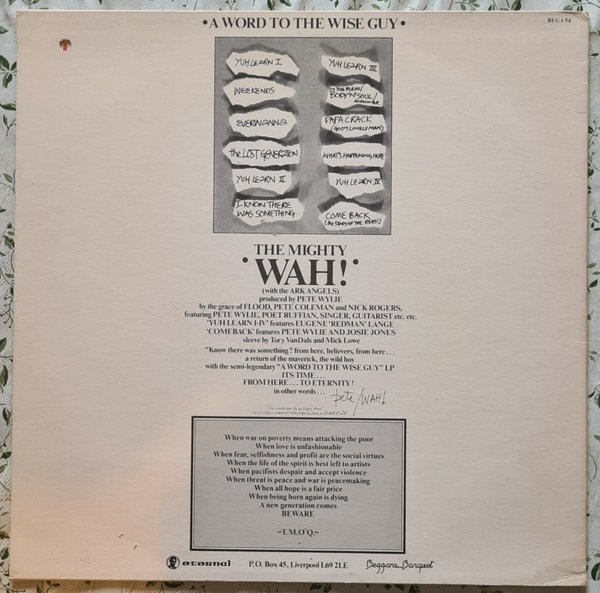 • A WORD TO THE WISE GUY •
BEGA 54
YUH LEARN I
WEEKENDS
EVERWANNA
the LOST GENERATION
YUH LEARN II
I KNOW THERE
WAS SOMETHING...
YUH LEARN III
IN THE BLEAK/
BODY 'N' SOUL/
PAPA CRACK
(GOD'S LONELY MAN)
WHAT'S HAPPENING HERE
YUH LEARN IV
COME BACK
THE MIGHTY
• WAH! •
(with the ARK ANGELS)
produced by PETE WYLIE
by the grace of FLOOD, PETE COLEMAN and NICK ROGERS,
featuring PETE WYLIE, POET RUFFIAN, SINGER, GUITARIST etc. etc.
'YUH LEARN I-IV' features EUGENE 'REDMAN' LANGE
'COMEBACK' features PETE WYLIE AND JOSIE JONES
sleeve by Tory VanDals and Mick Lowe
"Know there was something? from here, believers, from here . . .
a return of the maverick, the wild boy
with the semi-legendary "A WORD TO THE WISE GUY" LP
ITS TIME . . .
FROM HERE . . . TO ETERNITY!
in other words . . .
pete/WAH!
When war on poverty means attacking the poor
When love is unfashionable
When fear, selfishness and profit are the social virtues
When the life of the spirit is best left to artists
When pacifists despair and accept violence
When threat is peace and war is peacemaking
When all hope is a fair price
When being born again is dying
A new generation comes
BEWARE
~T.M.O'Q.~
eternal
P.O. Box 45, Liverpool L69 2LE
Beggars Banquet